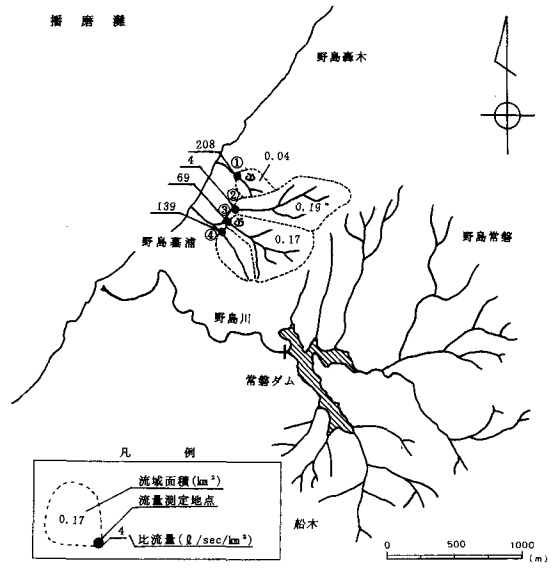 播磨灘
野島轟木
208
①
0.04
4
②
0.19
69
③
139
④
0.17
野島蟇浦
野島常磐
野島川
常磐ダム
船木
凡例
流域面積(km²)
流量測定地点
0.17
4
比流量(ℓ/sec/km²)
0 500 1000
(m)